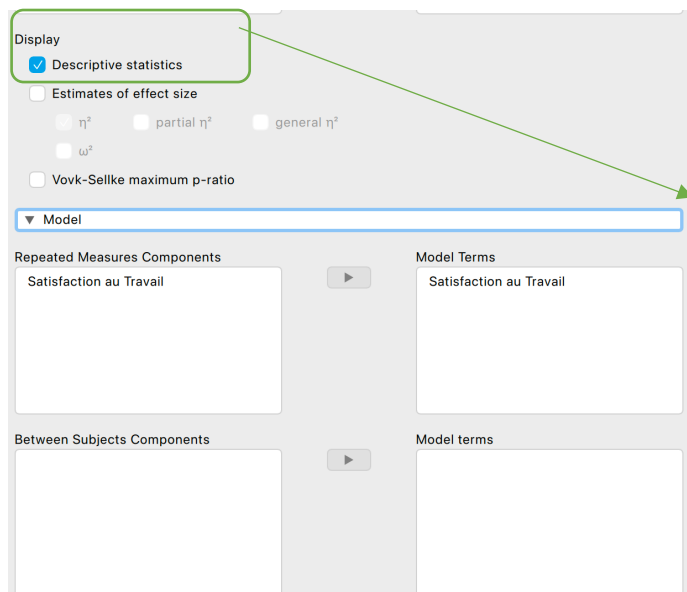 Display
Descriptive statistics
Estimates of effect size
η² partial η² general η²
ω²
Vovk-Sellke maximum p-ratio
Model
Repeated Measures Components Model Terms
Satisfaction au Travail Satisfaction au Travail
Between Subjects Components Model terms